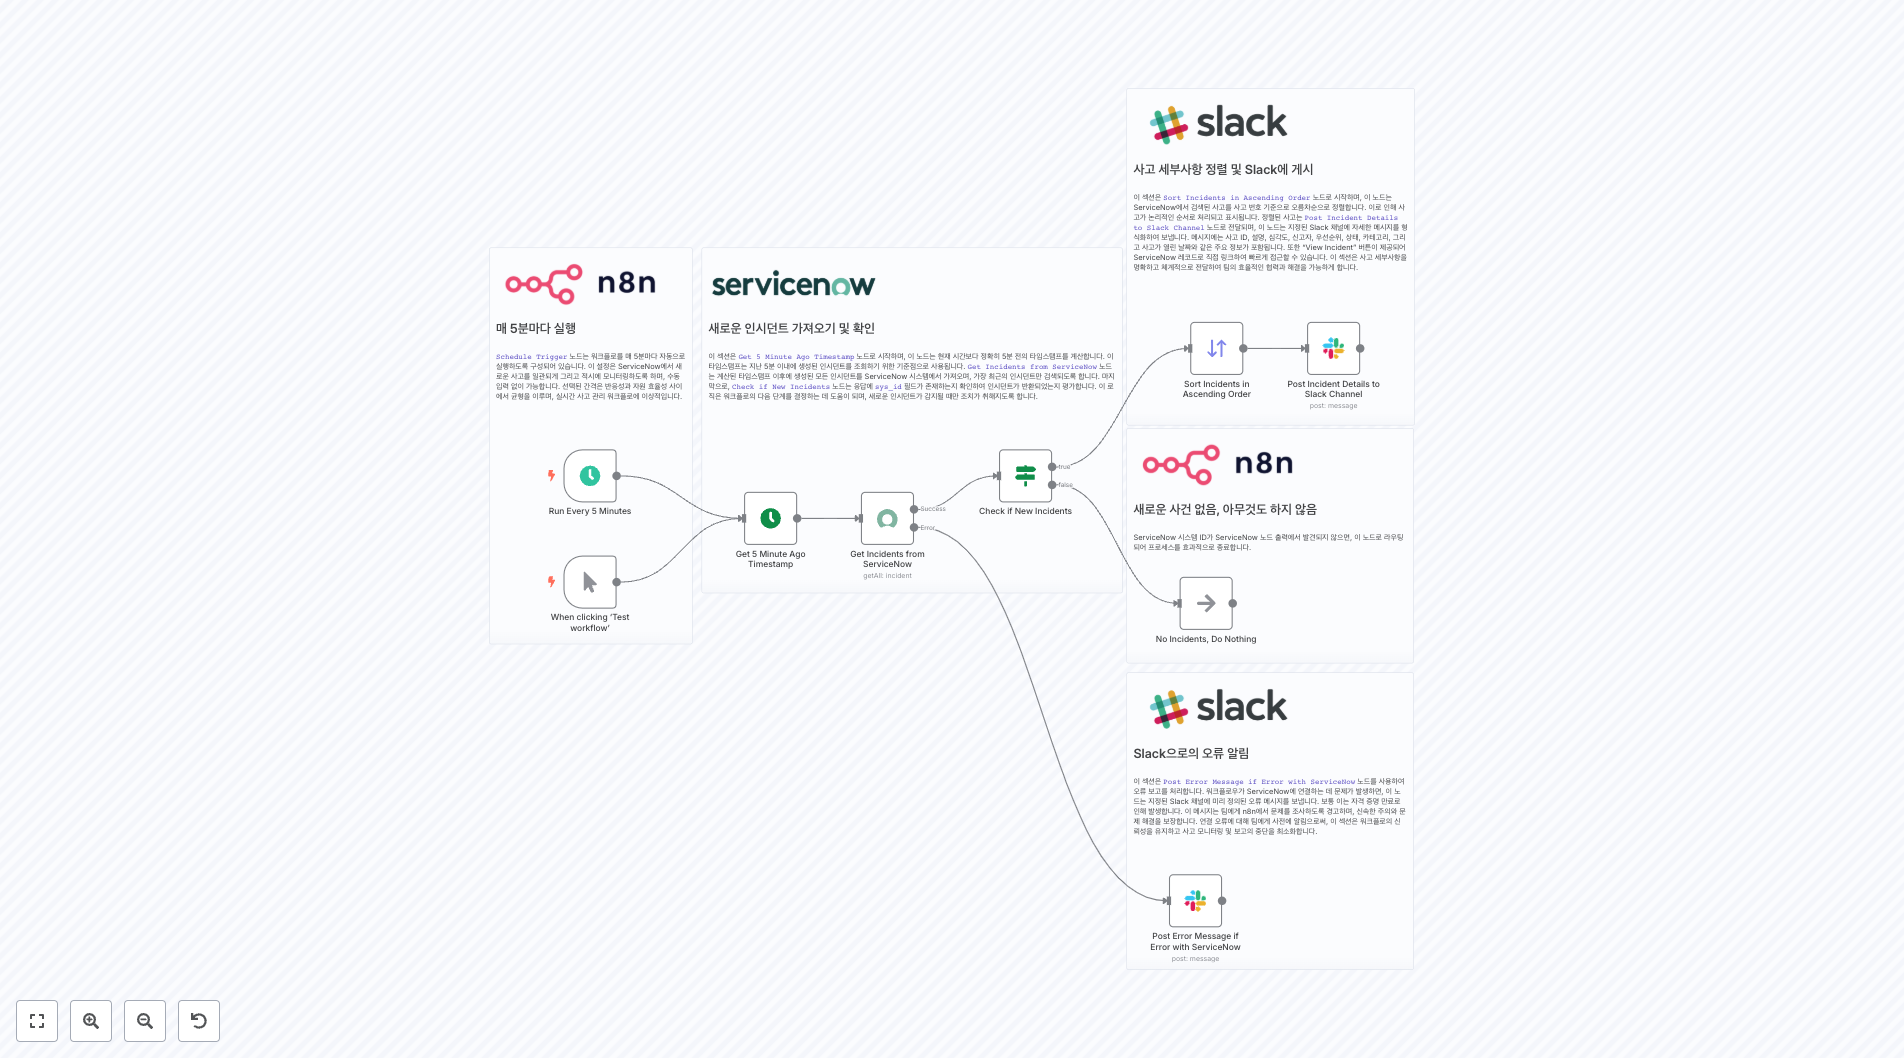 n8n
매 5분마다 실행
Schedule Trigger 노드는 워크플로를 매 5분마다 자동으로
실행하도록 구성되어 있습니다. 이 설정은 ServiceNow에서 새
로운 사고를 일관되게 그리고 적시에 모니터링하도록 하며, 수동
입력 없이 가능합니다. 선택된 간격은 반응성과 자원 효율성 사이
에서 균형을 이루며, 실시간 사고 관리 워크플로에 이상적입니다.
Run Every 5 Minutes
When clicking ‘Test
workflow’
servicenow
새로운 인시던트 가져오기 및 확인
이 섹션은 Get 5 Minute Ago Timestamp 노드로 시작하며, 이 노드는 현재 시간보다 정확히 5분 전의 타임스탬프를 계산합니다. 이
타임스탬프는 지난 5분 이내에 생성된 인시던트를 조회하기 위한 기준점으로 사용됩니다. Get Incidents from ServiceNow 노드
는 계산된 타임스탬프 이후에 생성된 모든 인시던트를 ServiceNow 시스템에서 가져오며, 가장 최근의 인시던트만 검색되도록 합니다. 마지
막으로, Check if New Incidents 노드는 응답에 sys_id 필드가 존재하는지 확인하여 인시던트가 반환되었는지 평가합니다. 이 로
직은 워크플로의 다음 단계를 결정하는 데 도움이 되며, 새로운 인시던트가 감지될 때만 조치가 취해지도록 합니다.
Get 5 Minute Ago
Timestamp
Success
Error
Get Incidents from
ServiceNow
getAll: incident
true
false
Check if New Incidents
slack
사고 세부사항 정렬 및 Slack에 게시
이 섹션은 Sort Incidents in Ascending Order 노드로 시작하며, 이 노드는
ServiceNow에서 검색된 사고를 사고 번호 기준으로 오름차순으로 정렬합니다. 이로 인해 사
고가 논리적인 순서로 처리되고 표시됩니다. 정렬된 사고는 Post Incident Details
to Slack Channel 노드로 전달되며, 이 노드는 지정된 Slack 채널에 자세한 메시지를 형
식화하여 보냅니다. 메시지에는 사고 ID, 설명, 심각도, 신고자, 우선순위, 상태, 카테고리, 그리
고 사고가 열린 날짜와 같은 주요 정보가 포함됩니다. 또한 “View Incident” 버튼이 제공되어
ServiceNow 레코드로 직접 링크하여 빠르게 접근할 수 있습니다. 이 섹션은 사고 세부사항을
명확하고 체계적으로 전달하여 팀의 효율적인 협력과 해결을 가능하게 합니다.
Sort Incidents in
Ascending Order
Post Incident Details to
Slack Channel
post: message
n8n
새로운 사건 없음, 아무것도 하지 않음
ServiceNow 시스템 ID가 ServiceNow 노드 출력에서 발견되지 않으면, 이 노드로 라우팅
되어 프로세스를 효과적으로 종료합니다.
No Incidents, Do Nothing
slack
Slack으로의 오류 알림
이 섹션은 Post Error Message if Error with ServiceNow 노드를 사용하여
오류 보고를 처리합니다. 워크플로우가 ServiceNow에 연결하는 데 문제가 발생하면, 이 노
드는 지정된 Slack 채널에 미리 정의된 오류 메시지를 보냅니다. 보통 이는 자격 증명 만료로
인해 발생합니다. 이 메시지는 팀에게 n8n에서 문제를 조사하도록 경고하며, 신속한 주의와 문
제 해결을 보장합니다. 연결 오류에 대해 팀에게 사전에 알림으로써, 이 섹션은 워크플로의 신
뢰성을 유지하고 사고 모니터링 및 보고의 중단을 최소화합니다.
Post Error Message if
Error with ServiceNow
post: message